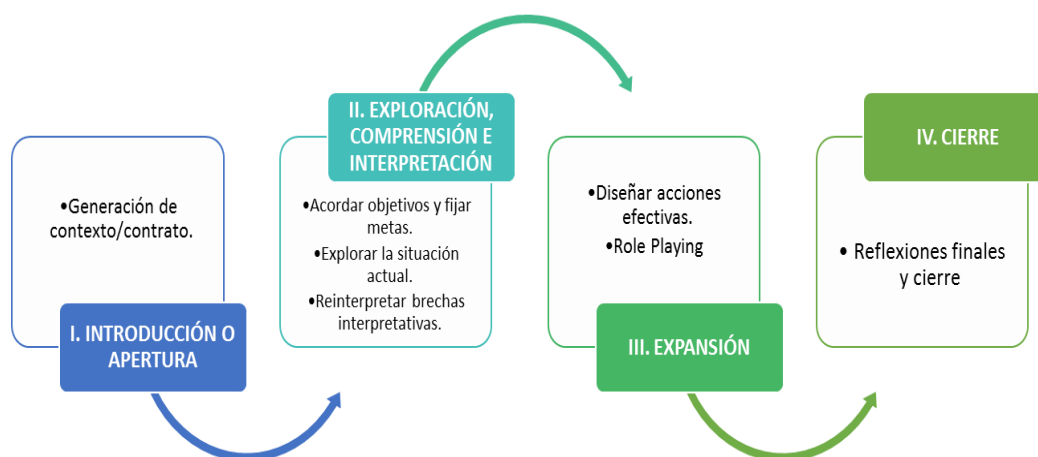 •Generación de
contexto/contrato.
I. INTRODUCCIÓN O
APERTURA
II. EXPLORACIÓN,
COMPRENSIÓN E
INTERPRETACIÓN
•Acordar objetivos y fijar
metas.
•Explorar la situación
actual.
•Reinterpretar brechas
interpretativas.
•Diseñar acciones
efectivas.
•Role Playing
III. EXPANSIÓN
IV. CIERRE
• Reflexiones finales
y cierre